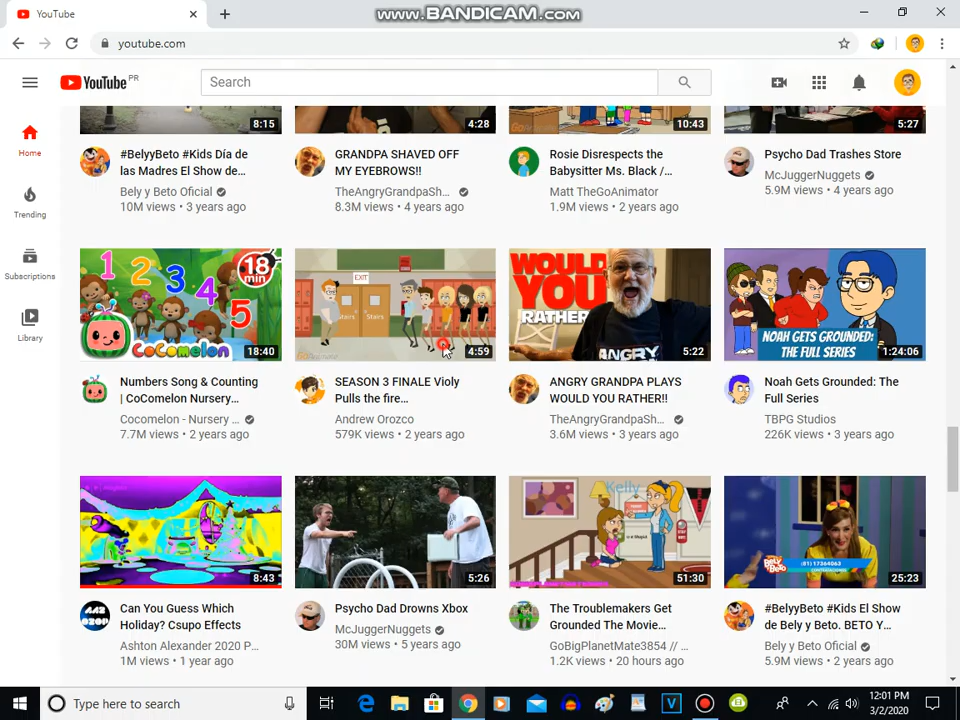 YouTube
www.BANDICAM.com
youtube.com
YouTube PR
Search
8:15
4:28
10:43
5:27
Home
Trending
Subscriptions
Library
#BelyyBeto #Kids Día de
las Madres El Show de...
Bely y Beto Oficial
10M views • 3 years ago
GRANDPA SHAVED OFF
MY EYEBROWS!!
TheAngryGrandpaSh...
8.3M views • 4 years ago
Rosie Disrespects the
Babysitter Ms. Black /...
Matt TheGoAnimator
1.9M views • 2 years ago
Psycho Dad Trashes Store
McJuggerNuggets
5.9M views • 4 years ago
1 2 3 4 5
18 min
CoComelon
18:40
EXIT
Stairs Stairs
4:59
WOULD
YOU
RATHER
ANGRY
GRANDPA
5:22
NOAH GETS GROUNDED:
THE FULL SERIES
1:24:06
Numbers Song & Counting
| CoComelon Nursery...
Cocomelon - Nursery ...
7.7M views • 2 years ago
SEASON 3 FINALE Violy
Pulls the fire...
Andrew Orozco
579K views • 2 years ago
ANGRY GRANDPA PLAYS
WOULD YOU RATHER!!
TheAngryGrandpaSh...
3.6M views • 3 years ago
Noah Gets Grounded: The
Full Series
TBPG Studios
226K views • 3 years ago
8:43
5:26
Kelly
51:30
Bely y Beto
(81) 17364063
CONTRATACIONES
25:23
Can You Guess Which
Holiday? Csupo Effects
Ashton Alexander 2020 P...
1M views • 1 year ago
Psycho Dad Drowns Xbox
McJuggerNuggets
30M views • 5 years ago
The Troublemakers Get
Grounded The Movie...
GoBigPlanetMate3854 // ...
1.2K views • 20 hours ago
#BelyyBeto #Kids El Show
de Bely y Beto. BETO Y...
Bely y Beto Oficial
5.9M views • 2 years ago
Type here to search
12:01 PM
3/2/2020